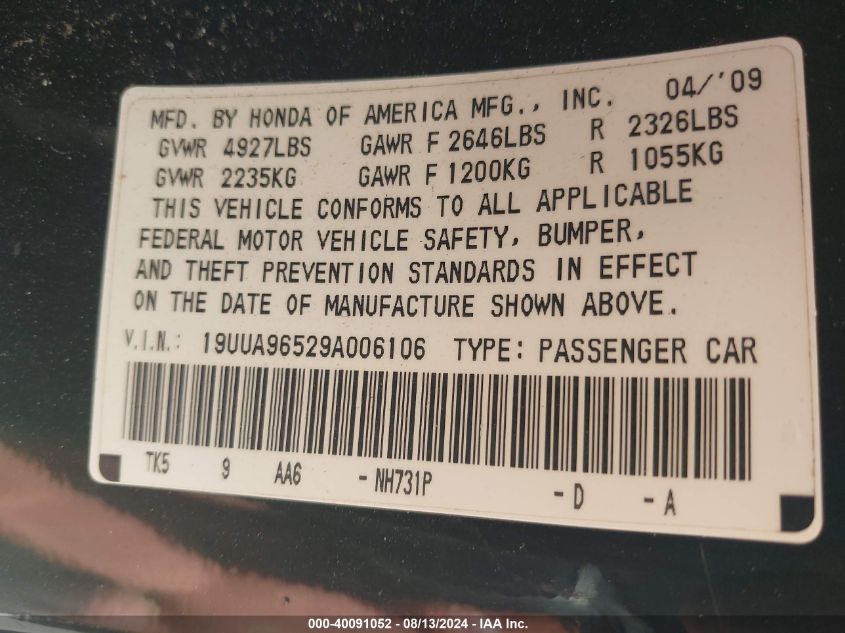 MFD. BY HONDA OF AMERICA MFG., INC. 04/'09
GVWR 4927LBS GAWR F 2646LBS R 2326LBS
GVWR 2235KG GAWR F 1200KG R 1055KG
THIS VEHICLE CONFORMS TO ALL APPLICABLE
FEDERAL MOTOR VEHICLE SAFETY, BUMPER,
AND THEFT PREVENTION STANDARDS IN EFFECT
ON THE DATE OF MANUFACTURE SHOWN ABOVE.
V.I.N.: 19UUA96529A006106 TYPE: PASSENGER CAR
TK5 9 AA6 -NH731P -D -A
000-40091052 - 08/13/2024 - IAA Inc.